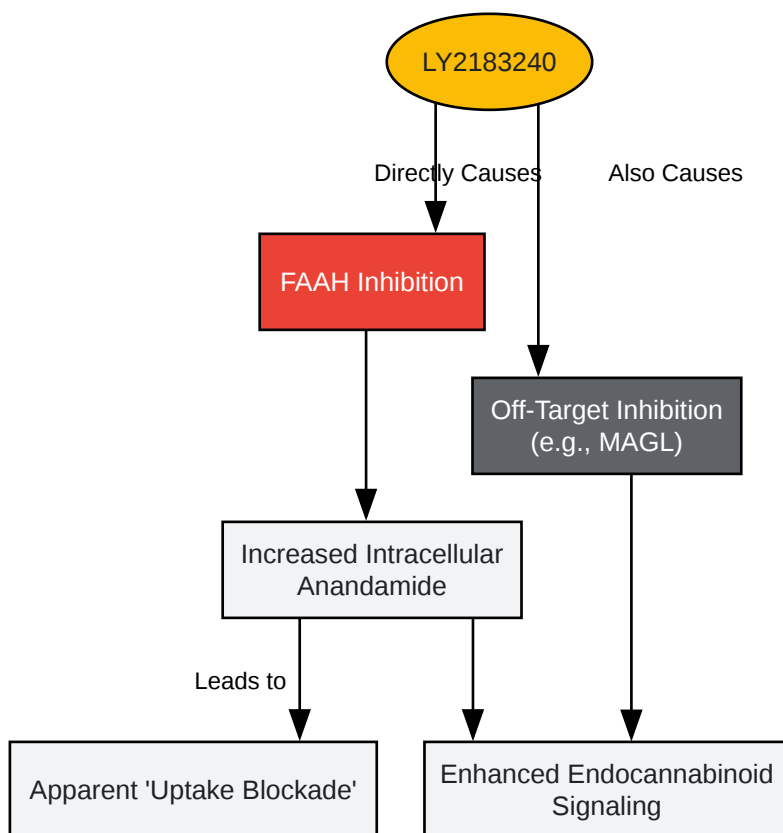 LY2183240
Directly Causes
Also Causes
FAAH Inhibition
Off-Target Inhibition
(e.g., MAGL)
Increased Intracellular
Anandamide
Leads to
Apparent 'Uptake Blockade'
Enhanced Endocannabinoid
Signaling